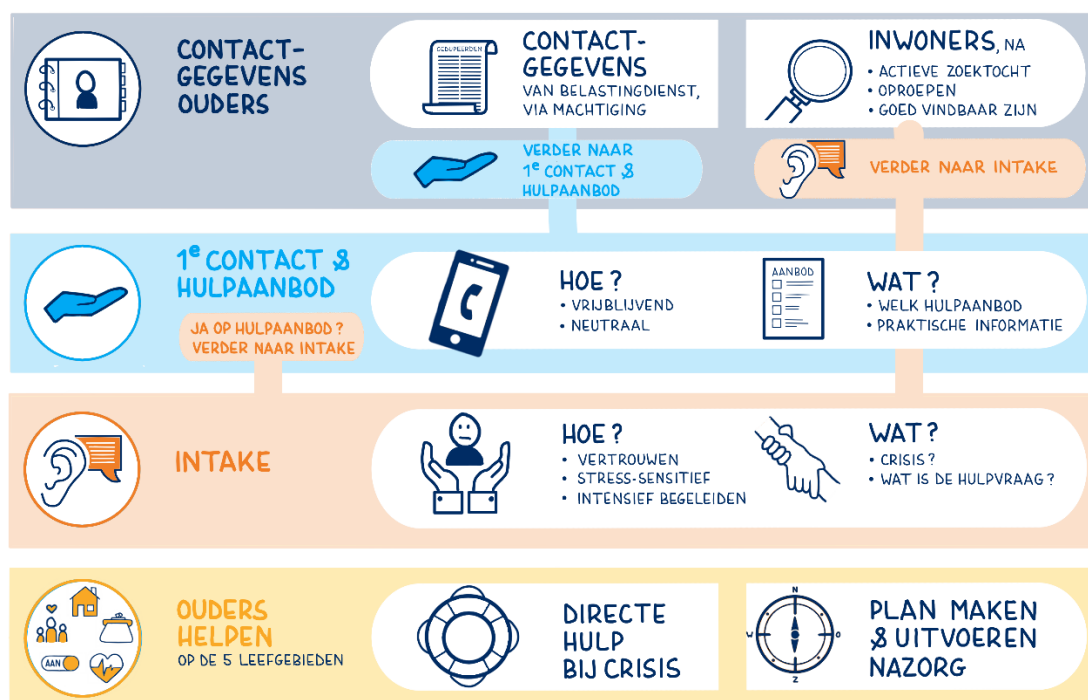 CONTACT-
GEGEVENS
OUDERS
GEDUPEERDEN
CONTACT-
GEGEVENS
VAN BELASTINGDIENST,
VIA MACHTIGING
INWONERS, NA
• ACTIEVE ZOEKTOCHT
• OPROEPEN
• GOED VINDBAAR ZIJN
VERDER NAAR
1e CONTACT &
HULPAANBOD
VERDER NAAR INTAKE
1e CONTACT &
HULPAANBOD
JA OP HULPAANBOD?
VERDER NAAR INTAKE
HOE?
• VRIJBLIJVEND
• NEUTRAAL
AANBOD
WAT?
• WELK HULPAANBOD
• PRAKTISCHE INFORMATIE
INTAKE
HOE?
• VERTROUWEN
• STRESS-SENSITIEF
• INTENSIEF BEGELEIDEN
WAT?
• CRISIS?
• WAT IS DE HULPVRAAG?
AAN
OUDERS
HELPEN
OP DE 5 LEEFGEBIEDEN
DIRECTE
HULP
BIJ CRISIS
N
W
O
Z
PLAN MAKEN
& UITVOEREN
NAZORG